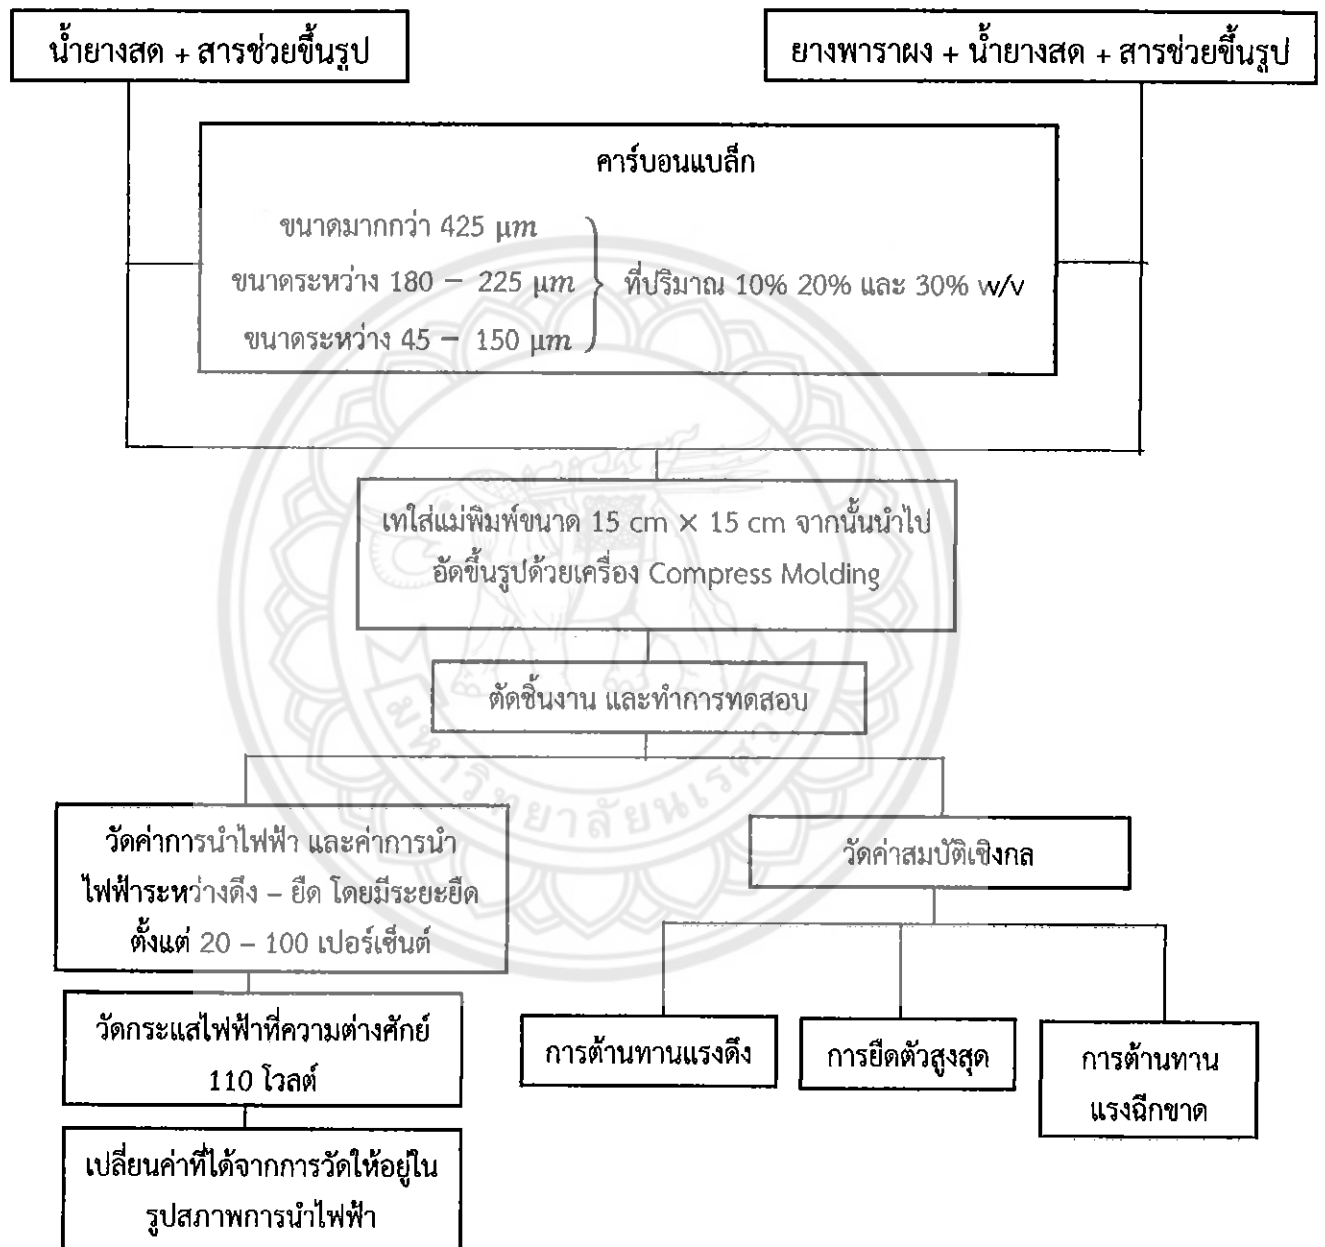 น้ำยางสด + สารช่วยขึ้นรูป
ยางพาราผง + น้ำยางสด + สารช่วยขึ้นรูป
คาร์บอนแบล็ก
ขนาดมากกว่า 425 μm
ขนาดระหว่าง 180 – 225 μm
ขนาดระหว่าง 45 – 150 μm
ที่ปริมาณ 10% 20% และ 30% w/v
เทใส่แม่พิมพ์ขนาด 15 cm × 15 cm จากนั้นนำไป
อัดขึ้นรูปด้วยเครื่อง Compress Molding
ตัดชิ้นงาน และทำการทดสอบ
มหาวิทยาลัยนเรศวร
วัดค่าการนำไฟฟ้า และค่าการนำ
ไฟฟ้าระหว่างดึง – ยืด โดยมีระยะยืด
ตั้งแต่ 20 – 100 เปอร์เซ็นต์
วัดค่าสมบัติเชิงกล
วัดกระแสไฟฟ้าที่ความต่างศักย์
110 โวลต์
เปลี่ยนค่าที่ได้จากการวัดให้อยู่ใน
รูปสภาพการนำไฟฟ้า
การต้านทานแรงดึง
การยืดตัวสูงสุด
การต้านทาน
แรงฉีกขาด